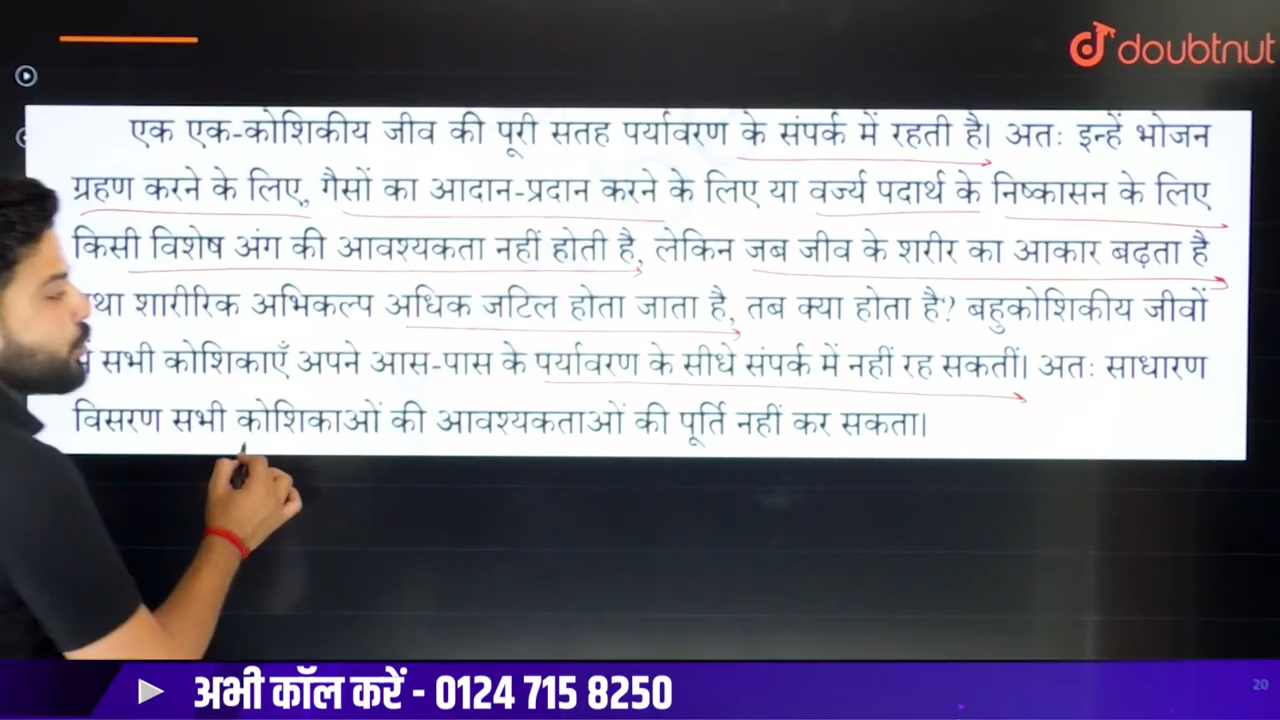 doubtnut
एक एक-कोशिकीय जीव की पूरी सतह पर्यावरण के संपर्क में रहती है। अतः इन्हें भोजन
ग्रहण करने के लिए, गैसों का आदान-प्रदान करने के लिए या वर्ज्य पदार्थ के निष्कासन के लिए
किसी विशेष अंग की आवश्यकता नहीं होती है, लेकिन जब जीव के शरीर का आकार बढ़ता है
शारीरिक अभिकल्प अधिक जटिल होता जाता है, तब क्या होता है? बहुकोशिकीय जीवों
सभी कोशिकाएँ अपने आस-पास के पर्यावरण के सीधे संपर्क में नहीं रह सकतीं। अतः साधारण
विसरण सभी कोशिकाओं की आवश्यकताओं की पूर्ति नहीं कर सकता।
अभी कॉल करें - 0124 715 8250
20